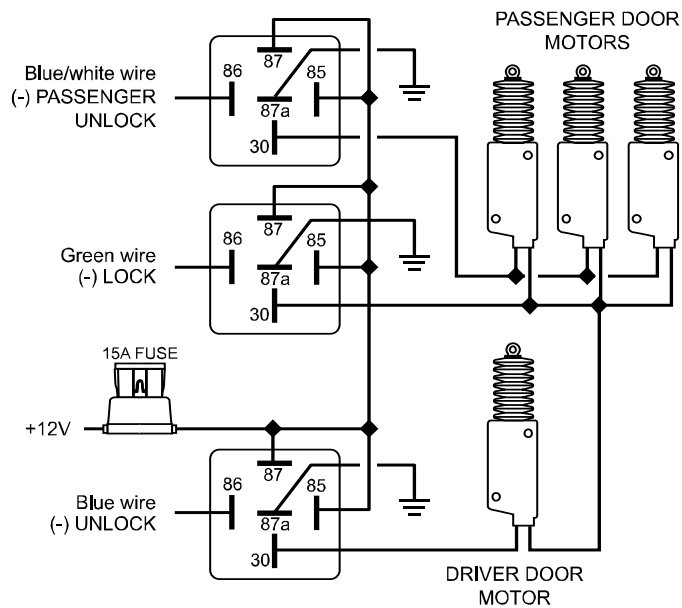 PASSENGER DOOR
MOTORS
Blue/white wire
(-) PASSENGER
UNLOCK
86
87
85
87a
30
Green wire
(-) LOCK
86
87
85
87a
30
15A FUSE
+12V
Blue wire
(-) UNLOCK
86
87
85
87a
30
DRIVER DOOR
MOTOR